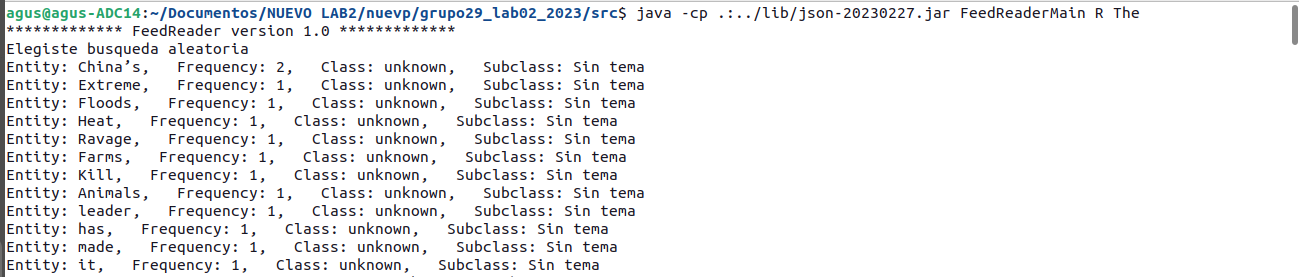 agus@agus-ADC14:~/Documentos/NUEVO LAB2/nuevp/grupo29_lab02_2023/src$ java -cp .:../lib/json-20230227.jar FeedReaderMain R The
************* FeedReader version 1.0 *************
Elegiste busqueda aleatoria
Entity: China’s,   Frequency: 2,   Class: unknown,   Subclass: Sin tema
Entity: Extreme,   Frequency: 1,   Class: unknown,   Subclass: Sin tema
Entity: Floods,   Frequency: 1,   Class: unknown,   Subclass: Sin tema
Entity: Heat,   Frequency: 1,   Class: unknown,   Subclass: Sin tema
Entity: Ravage,   Frequency: 1,   Class: unknown,   Subclass: Sin tema
Entity: Farms,   Frequency: 1,   Class: unknown,   Subclass: Sin tema
Entity: Kill,   Frequency: 1,   Class: unknown,   Subclass: Sin tema
Entity: Animals,   Frequency: 1,   Class: unknown,   Subclass: Sin tema
Entity: leader,   Frequency: 1,   Class: unknown,   Subclass: Sin tema
Entity: has,   Frequency: 1,   Class: unknown,   Subclass: Sin tema
Entity: made,   Frequency: 1,   Class: unknown,   Subclass: Sin tema
Entity: it,   Frequency: 1,   Class: unknown,   Subclass: Sin tema